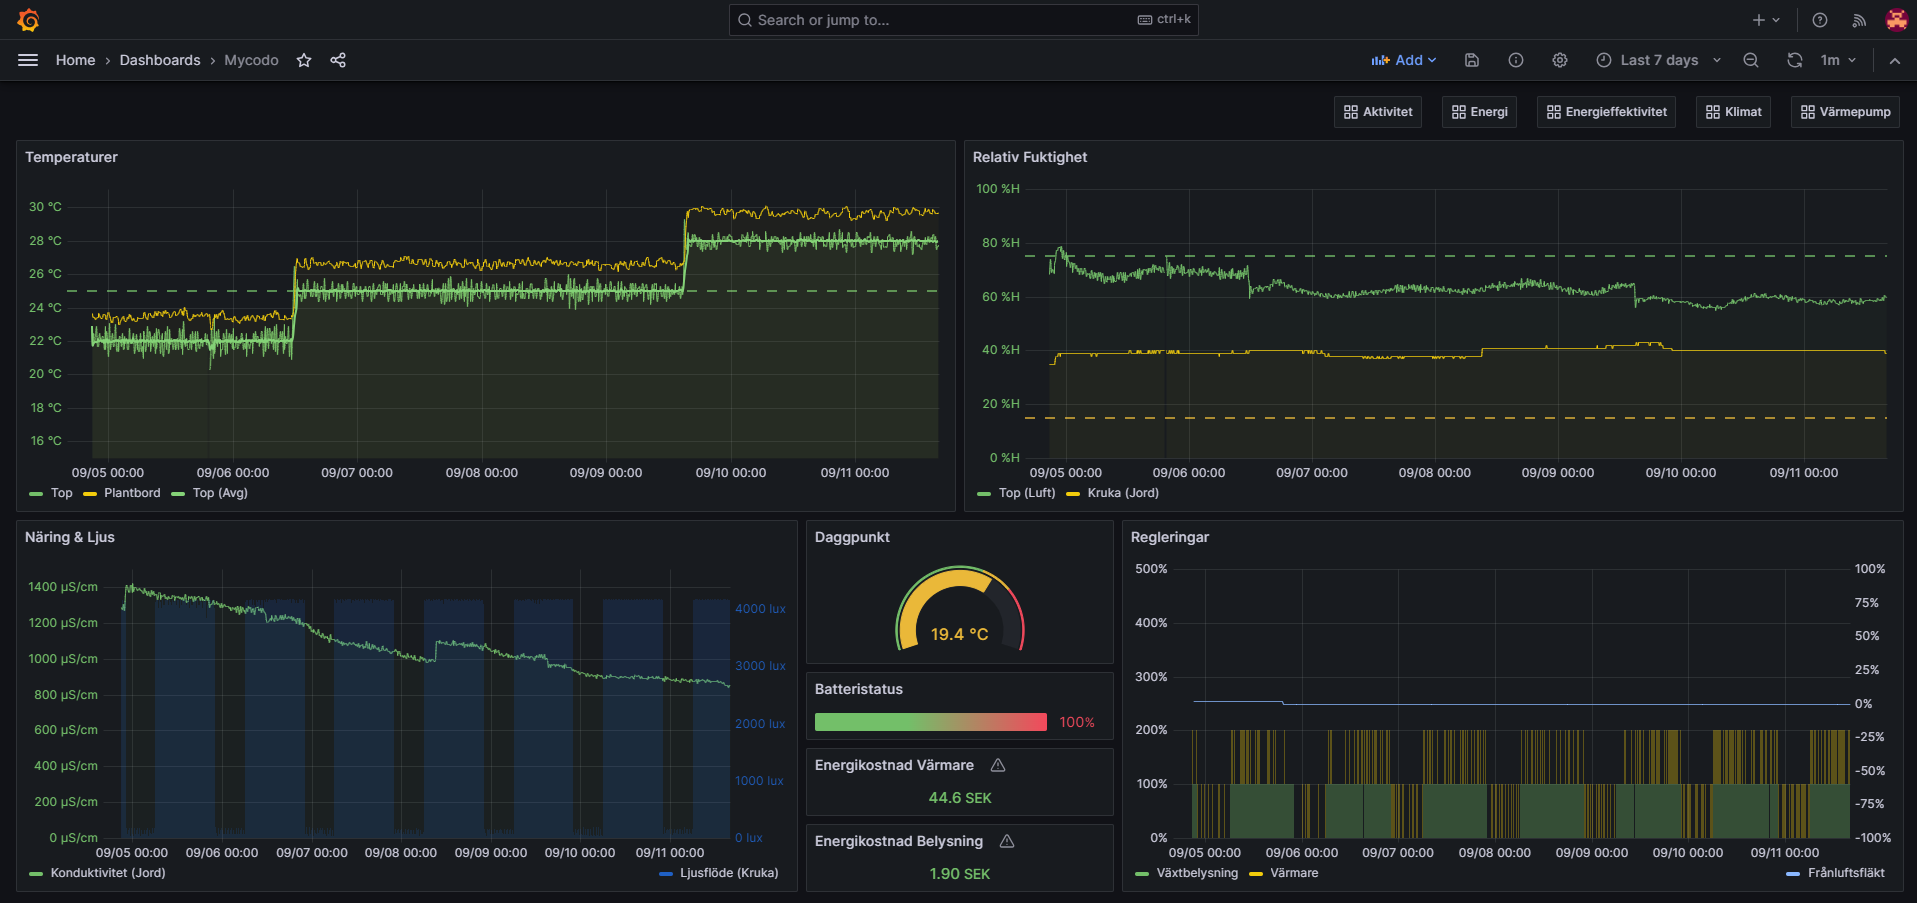 Search or jump to... ctrl+k
Home › Dashboards › Mycodo
Add
Last 7 days
1m
Aktivitet
Energi
Energieffektivitet
Klimat
Värmepump
Temperaturer
30 °C
28 °C
26 °C
24 °C
22 °C
20 °C
18 °C
16 °C
09/05 00:00 09/06 00:00 09/07 00:00 09/08 00:00 09/09 00:00 09/10 00:00 09/11 00:00
Top Plantbord Top (Avg)
Relativ Fuktighet
100 %H
80 %H
60 %H
40 %H
20 %H
0 %H
09/05 00:00 09/06 00:00 09/07 00:00 09/08 00:00 09/09 00:00 09/10 00:00 09/11 00:00
Top (Luft) Kruka (Jord)
Näring & Ljus
1400 µS/cm
1200 µS/cm
1000 µS/cm
800 µS/cm
600 µS/cm
400 µS/cm
200 µS/cm
0 µS/cm
4000 lux
3000 lux
2000 lux
1000 lux
0 lux
09/05 00:00 09/06 00:00 09/07 00:00 09/08 00:00 09/09 00:00 09/10 00:00 09/11 00:00
Konduktivitet (Jord) Ljusflöde (Kruka)
Daggpunkt
19.4 °C
Batteristatus
100%
Energikostnad Värmare
44.6 SEK
Energikostnad Belysning
1.90 SEK
Regleringar
500%
400%
300%
200%
100%
0%
100%
75%
50%
25%
0%
-25%
-50%
-75%
-100%
09/05 00:00 09/06 00:00 09/07 00:00 09/08 00:00 09/09 00:00 09/10 00:00 09/11 00:00
Växtbelysning Värmare Frånluftsfläkt